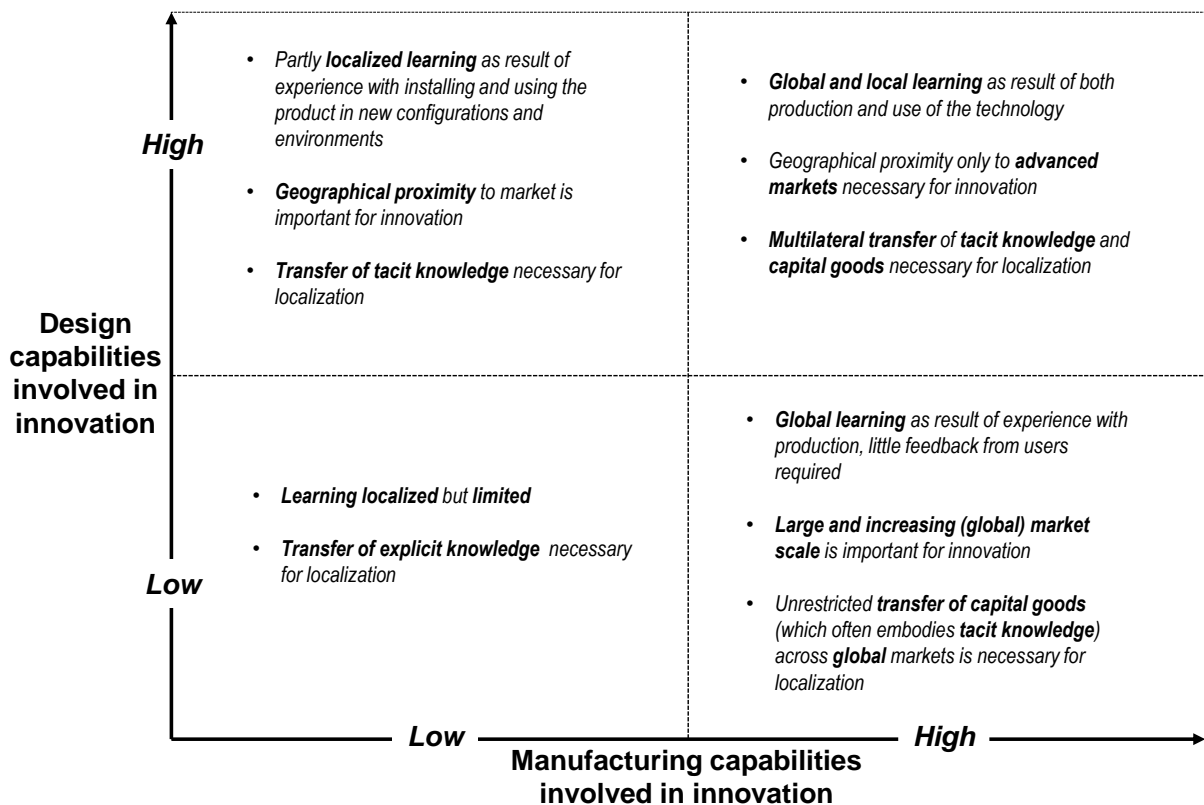 • Partly localized learning as result of
experience with installing and using the
product in new configurations and
environments
• Geographical proximity to market is
important for innovation
• Transfer of tacit knowledge necessary for
localization
• Global and local learning as result of both
production and use of the technology
• Geographical proximity only to advanced
markets necessary for innovation
• Multilateral transfer of tacit knowledge and
capital goods necessary for localization
High
Design
capabilities
involved in
innovation
• Learning localized but limited
• Transfer of explicit knowledge necessary
for localization
• Global learning as result of experience with
production, little feedback from users
required
• Large and increasing (global) market
scale is important for innovation
• Unrestricted transfer of capital goods
(which often embodies tacit knowledge)
across global markets is necessary for
localization
Low
Low
High
Manufacturing capabilities
involved in innovation